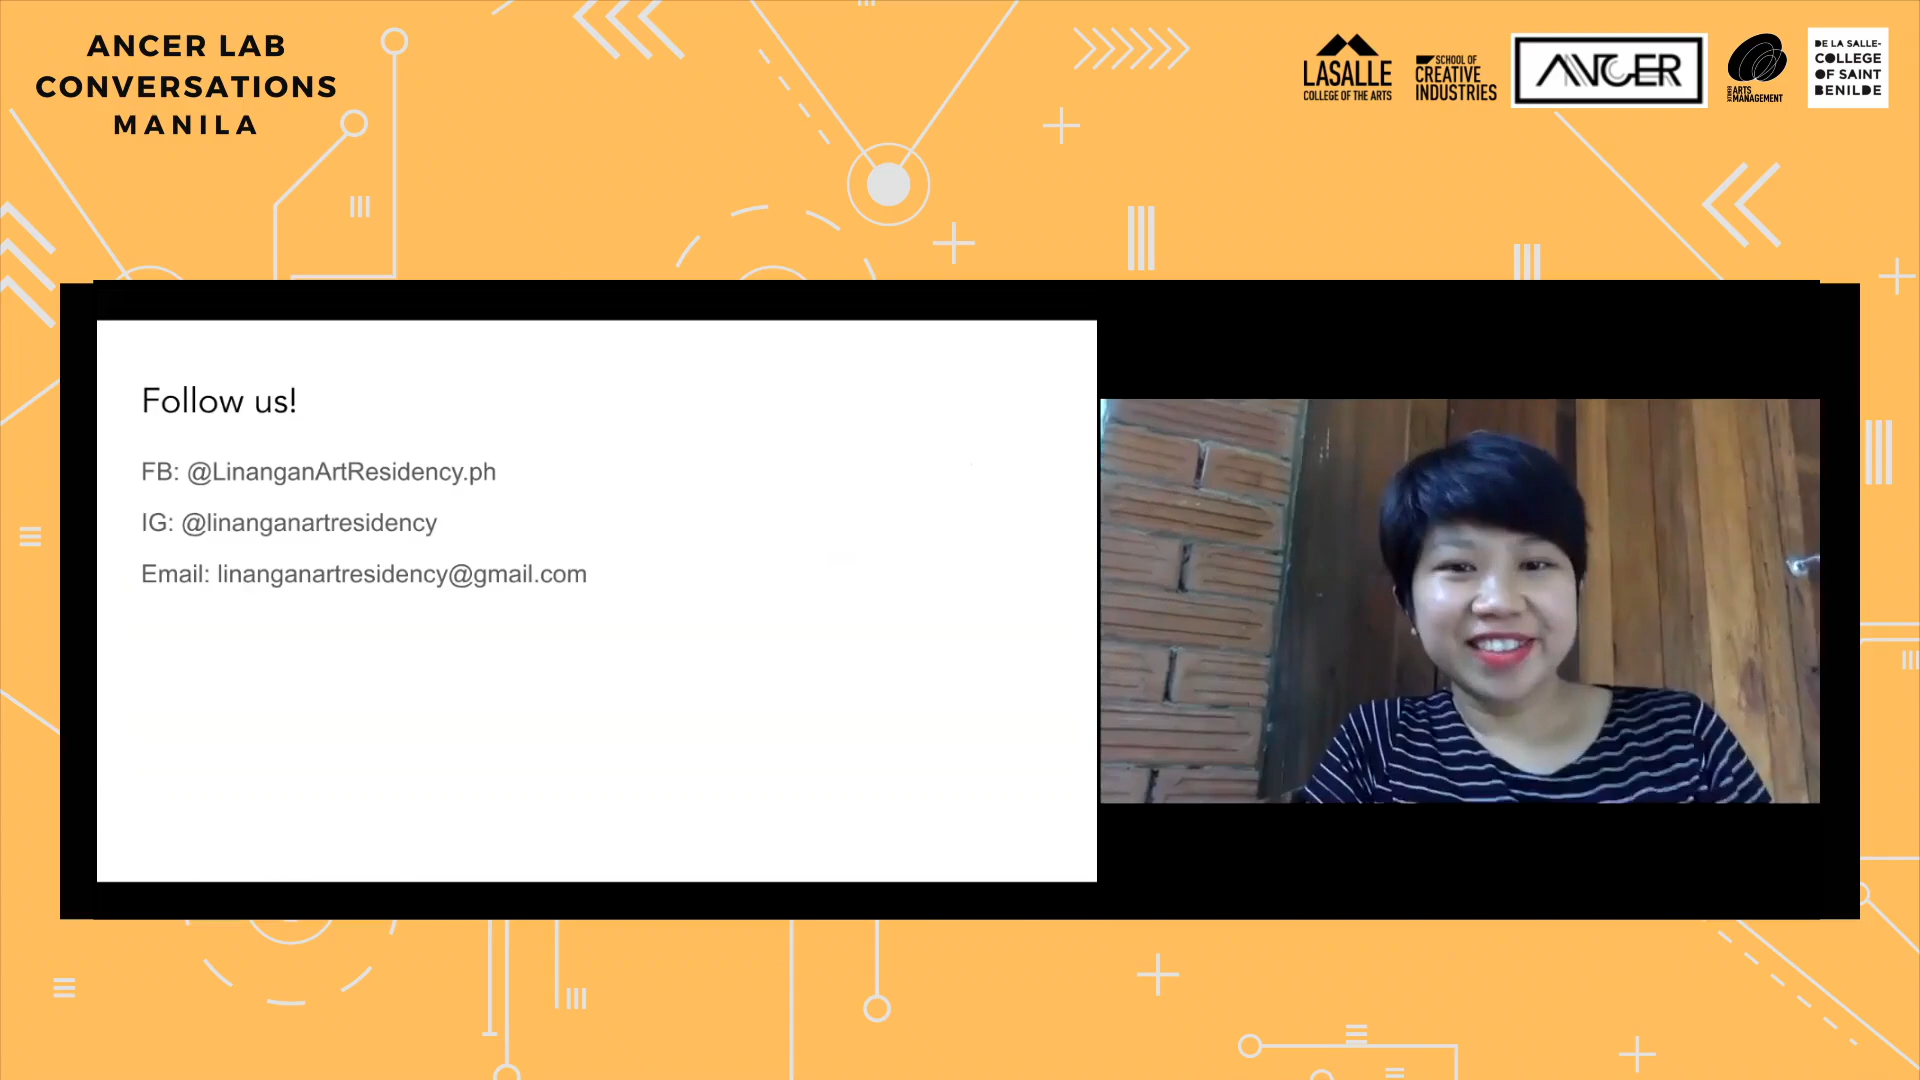 ANCER LAB
CONVERSATIONS
MANILA
LASALLE
COLLEGE OF THE ARTS
SCHOOL OF
CREATIVE
INDUSTRIES
ANCER
BENILDE
ARTS
MANAGEMENT
DE LA SALLE-
COLLEGE
OF SAINT
BENILDE
Follow us!
FB: @LinanganArtResidency.ph
IG: @linanganartresidency
Email: linanganartresidency@gmail.com